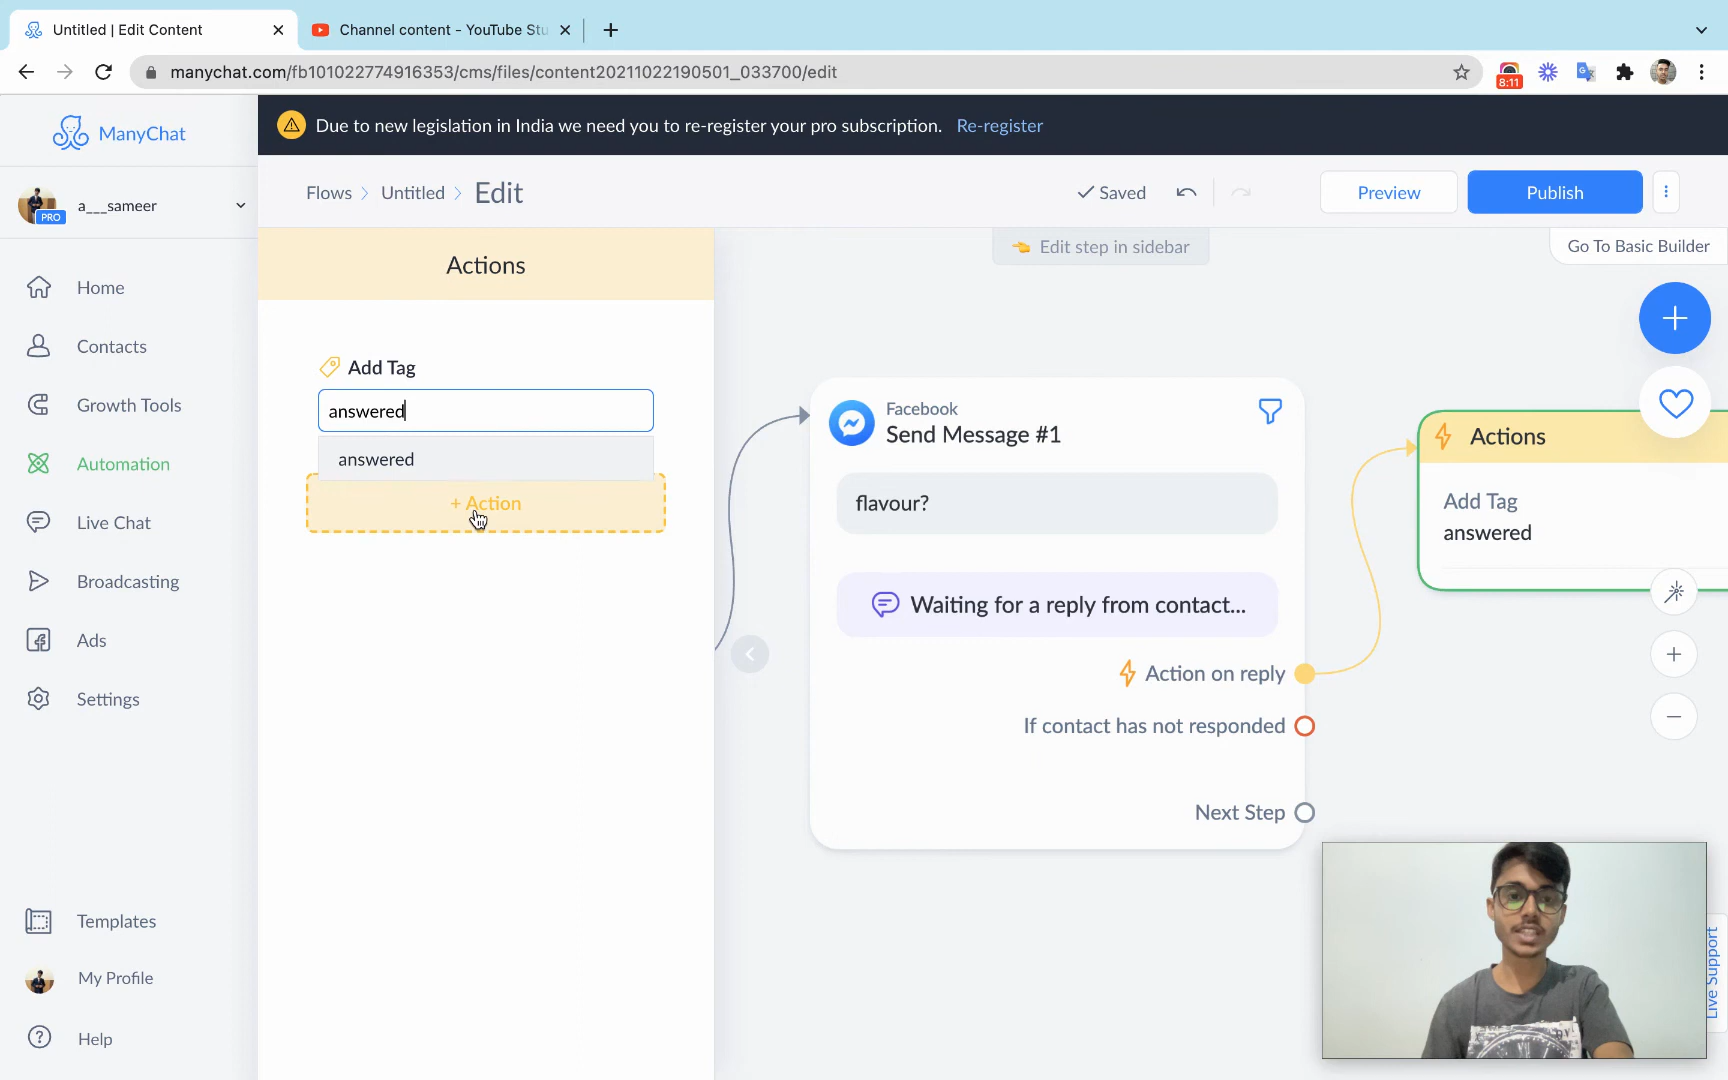 Untitled | Edit Content
Channel content - YouTube Stu
manychat.com/fb101022774916353/cms/files/content20211022190501_033700/edit
8:11
ManyChat
Due to new legislation in India we need you to re-register your pro subscription. Re-register
PRO
a___sameer
Flows > Untitled > Edit
Saved
Preview
Publish
Edit step in sidebar
Go To Basic Builder
Home
Contacts
Growth Tools
Automation
Live Chat
Broadcasting
Ads
Settings
Templates
My Profile
Help
Actions
Add Tag
answered
answered
+ Action
Facebook
Send Message #1
flavour?
Waiting for a reply from contact...
Action on reply
If contact has not responded
Next Step
Actions
Add Tag
answered
Live Support